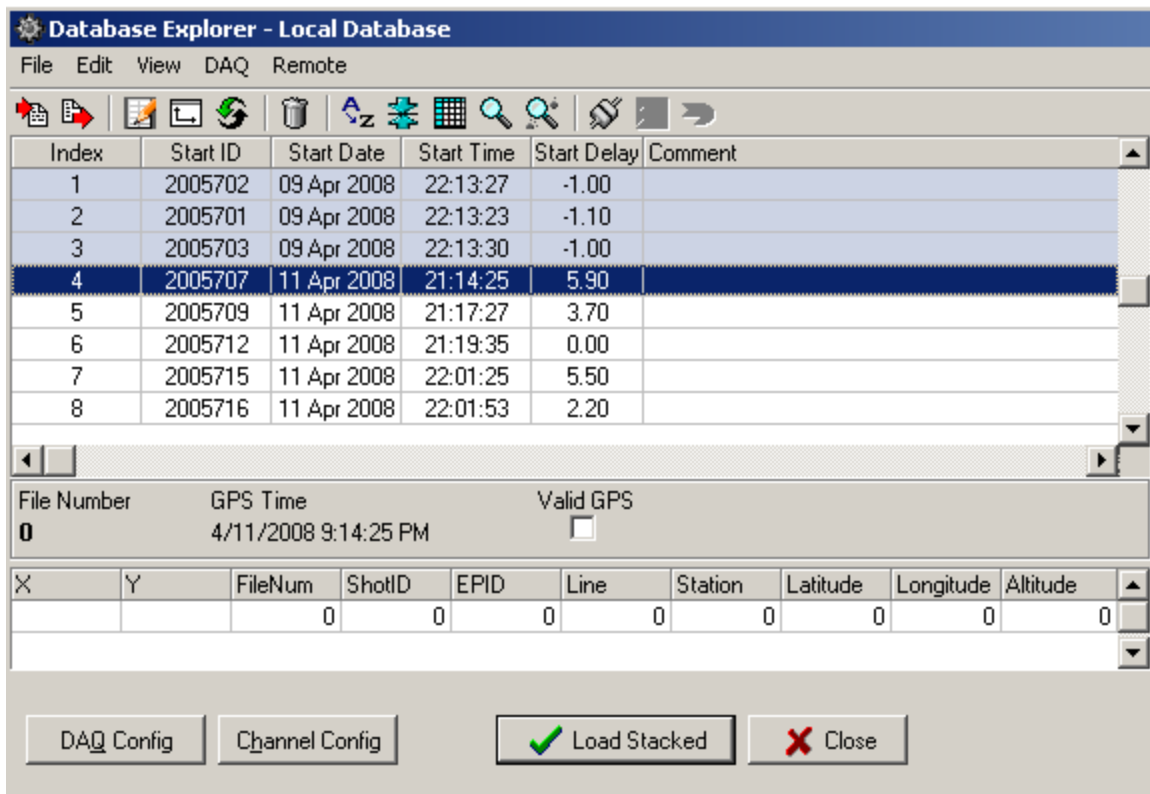 Database Explorer - Local Database
File Edit View DAQ Remote
Index Start ID Start Date Start Time Start Delay Comment
1 2005702 09 Apr 2008 22:13:27 -1.00
2 2005701 09 Apr 2008 22:13:23 -1.10
3 2005703 09 Apr 2008 22:13:30 -1.00
4 2005707 11 Apr 2008 21:14:25 5.90
5 2005709 11 Apr 2008 21:17:27 3.70
6 2005712 11 Apr 2008 21:19:35 0.00
7 2005715 11 Apr 2008 22:01:25 5.50
8 2005716 11 Apr 2008 22:01:53 2.20
File Number GPS Time Valid GPS
0 4/11/2008 9:14:25 PM
X Y FileNum ShotID EPID Line Station Latitude Longitude Altitude
0 0 0 0 0 0 0 0
DAQ Config Channel Config Load Stacked Close